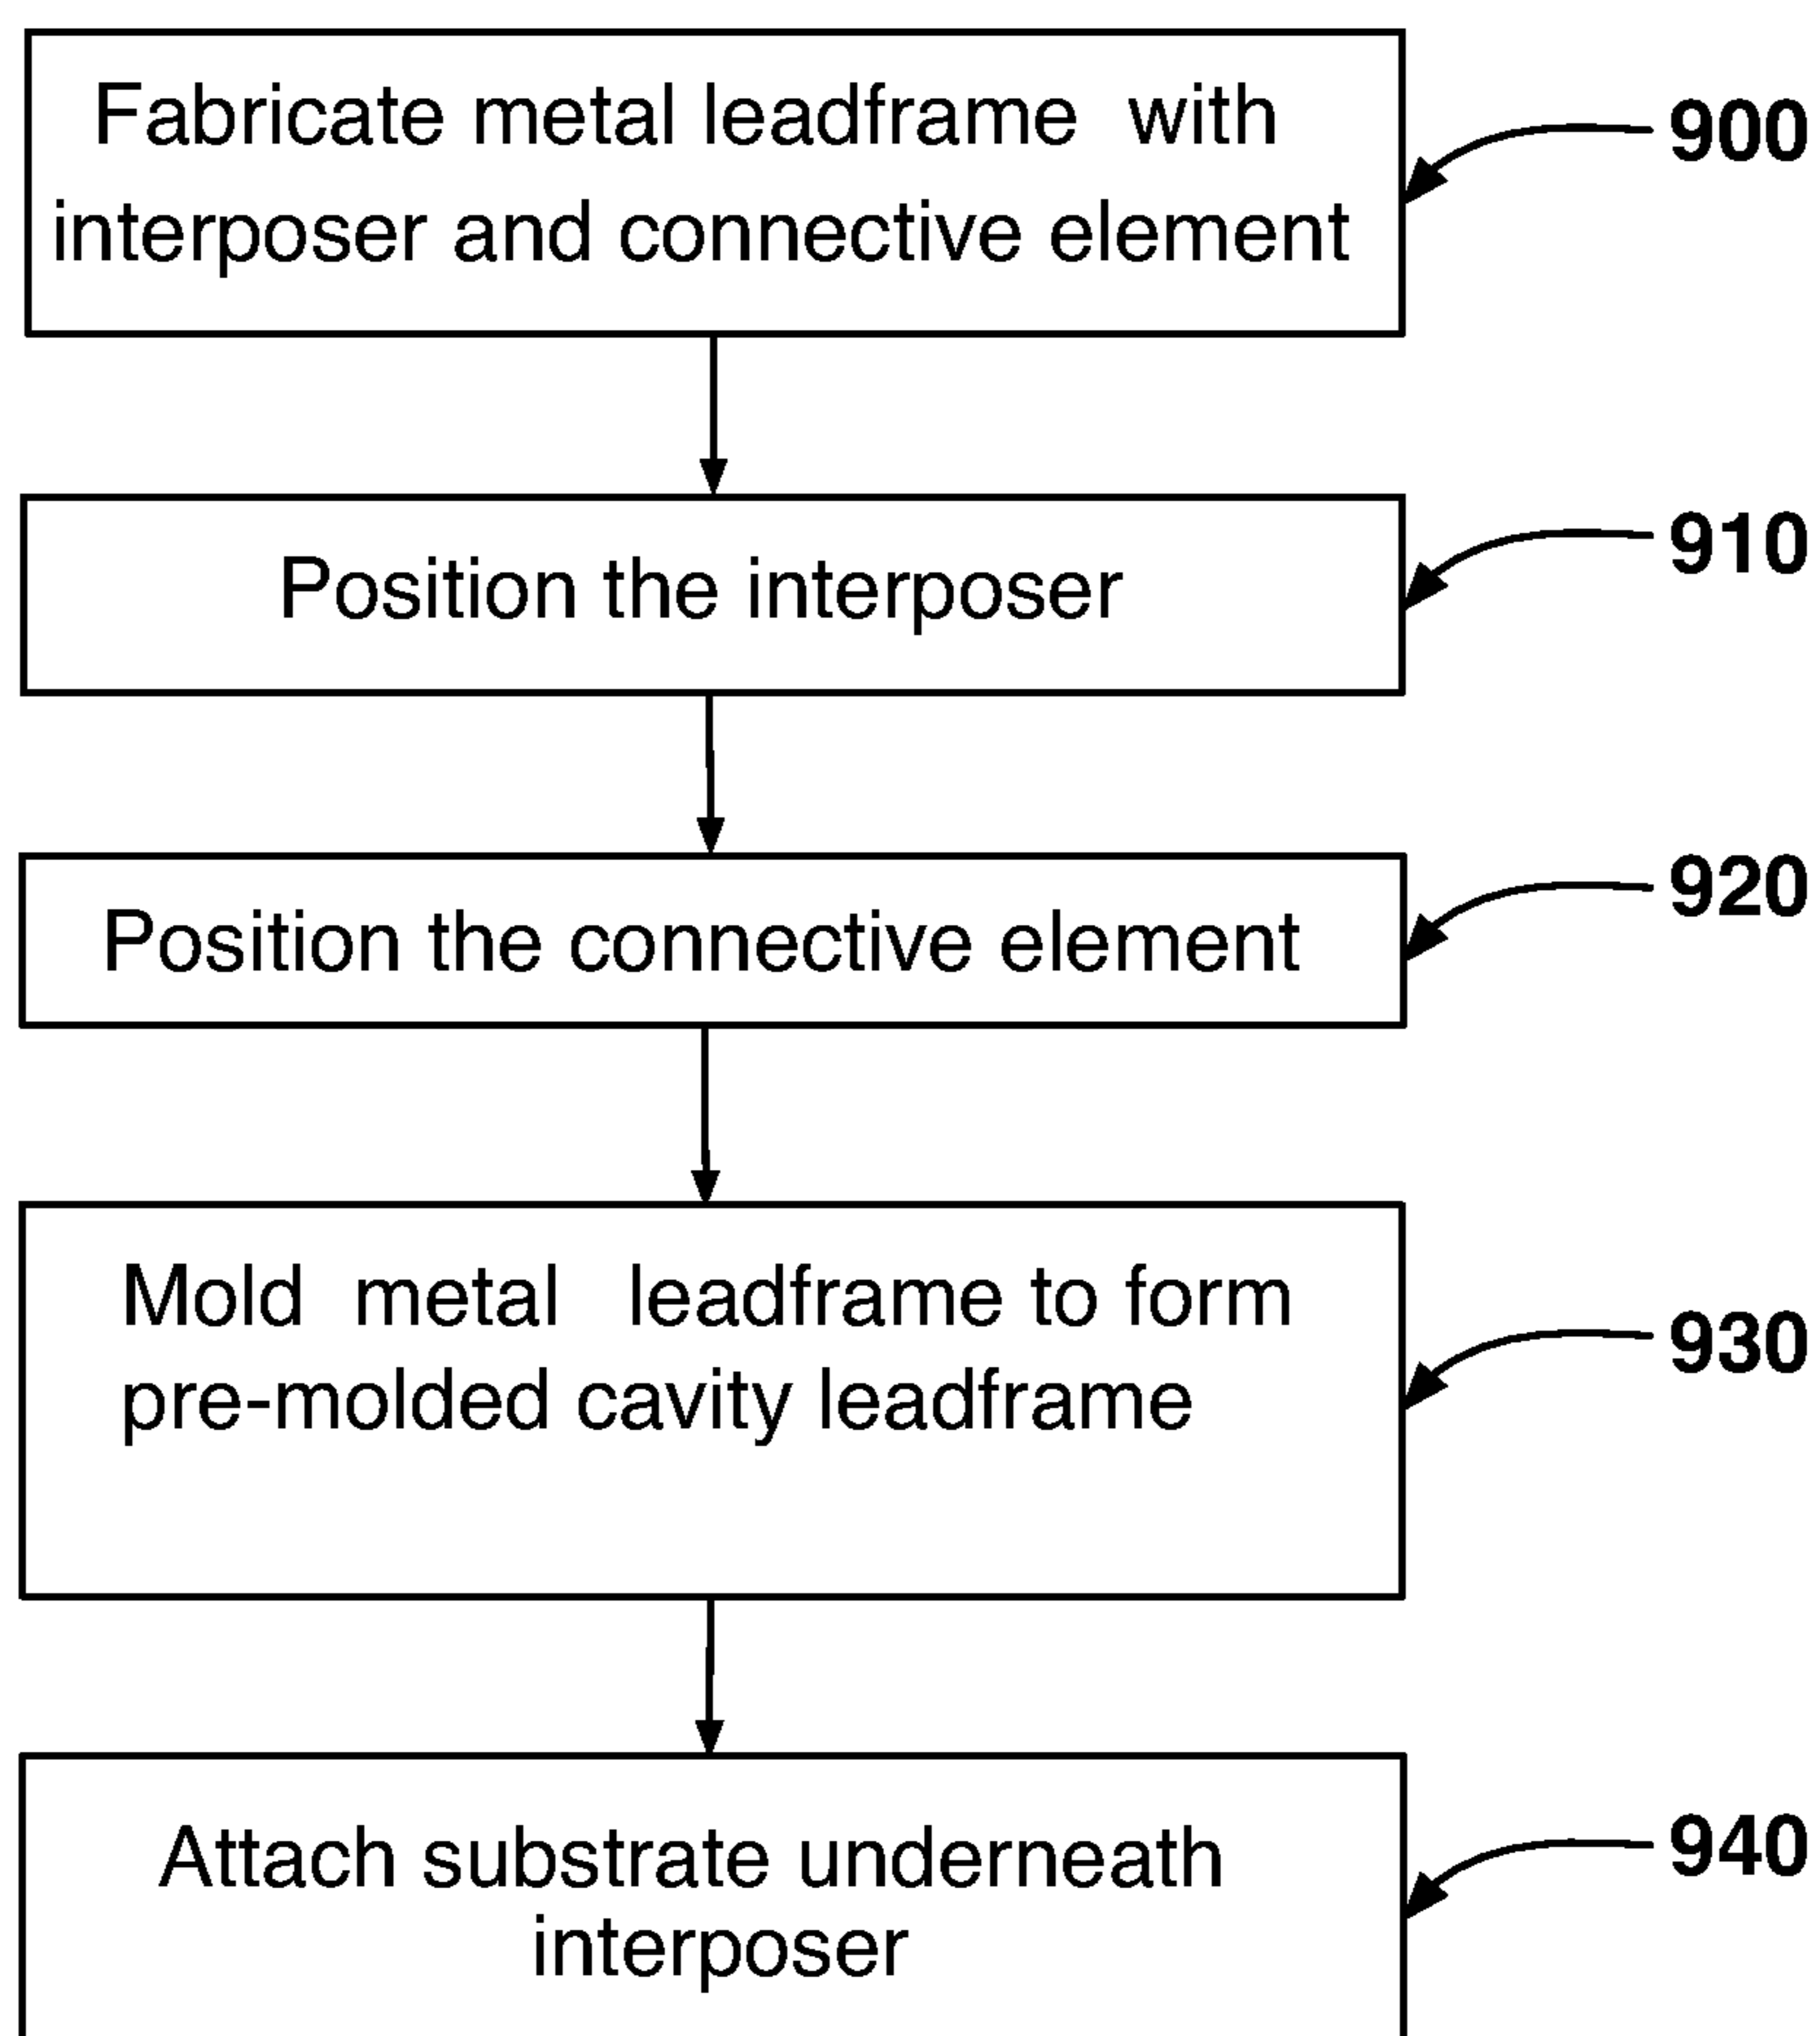 Fabricate metal leadframe with
interposer and connective element
900
Position the interposer
910
Position the connective element
920
Mold metal leadframe to form
pre-molded cavity leadframe
930
Attach substrate underneath
interposer
940